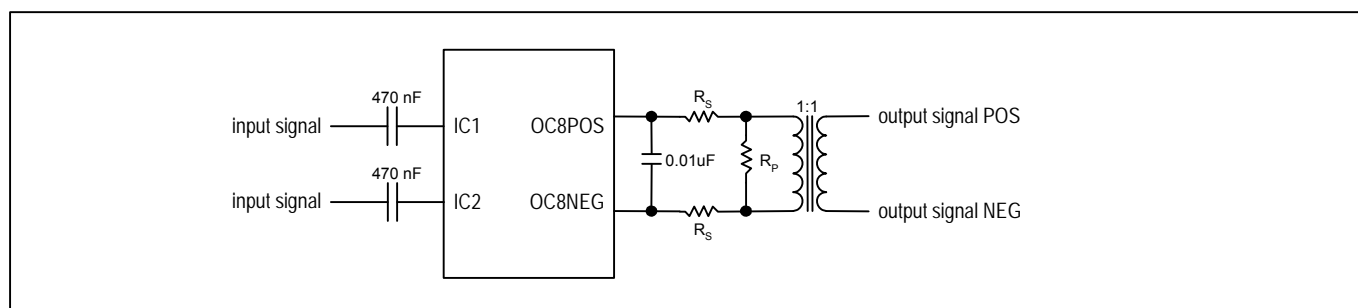 470 nF
input signal
IC1
OC8POS
R_S
1:1
output signal POS
0.01uF
R_P
470 nF
input signal
IC2
OC8NEG
R_S
output signal NEG